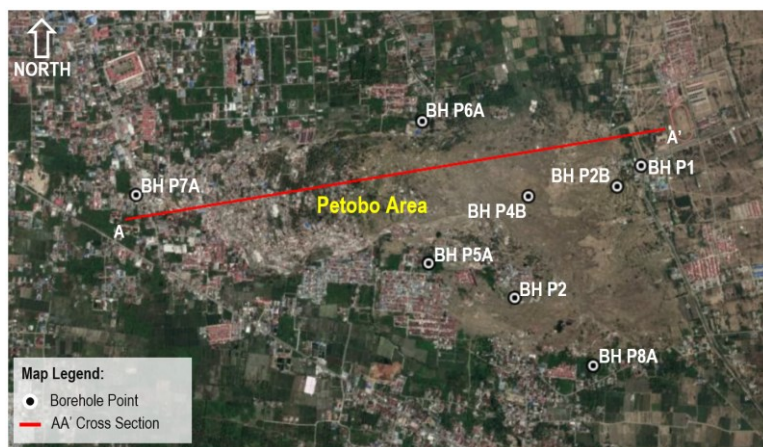 NORTH
BH P6A
A'
BH P1
BH P2B
BH P7A
BH P4B
Petobo Area
A
BH P5A
BH P2
BH P8A
Map Legend:
Borehole Point
AA' Cross Section